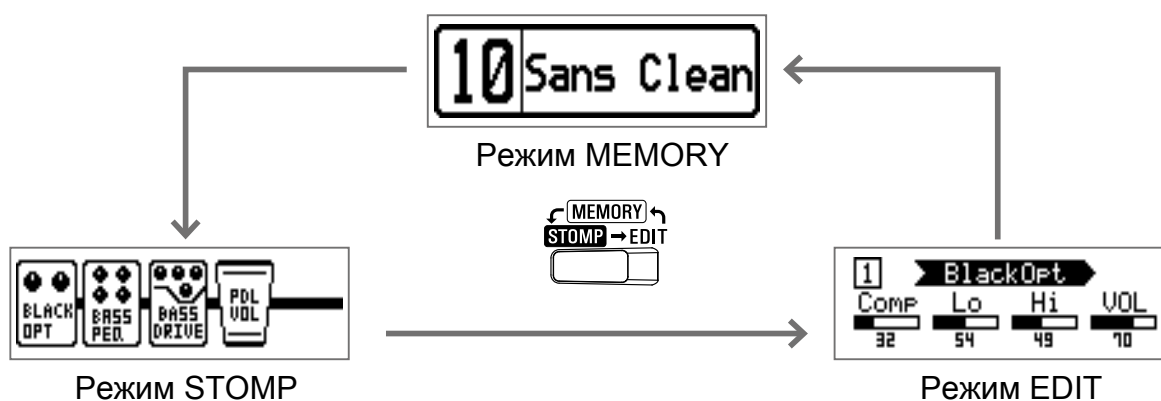 10 Sans Clean
Режим MEMORY
MEMORY
STOMP → EDIT
BLACK OPT
BASS PED.
BASS DRIVE
PDL VOL
Режим STOMP
1 BlackOpt
Comp Lo Hi VOL
32 54 49 70
Режим EDIT